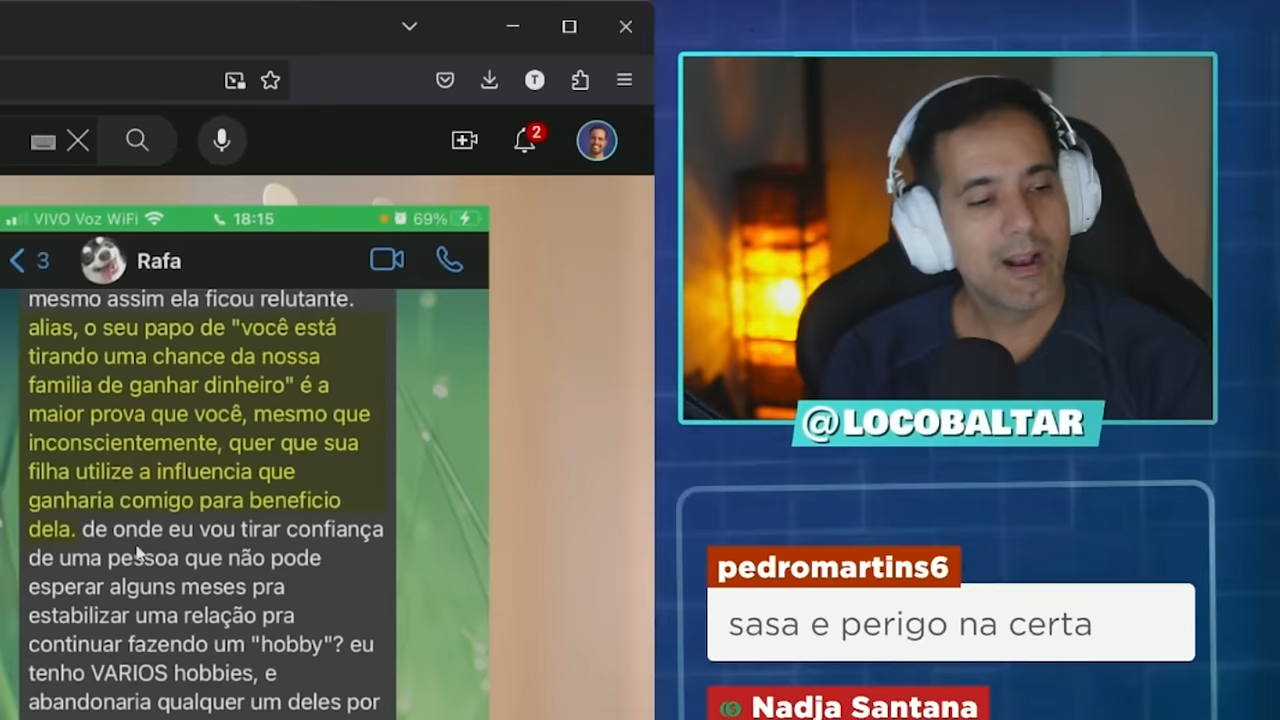 T
2
VIVO Voz WiFi
18:15
69%
3
Rafa
mesmo assim ela ficou relutante.
alias, o seu papo de "você está
tirando uma chance da nossa
familia de ganhar dinheiro" é a
maior prova que você, mesmo que
inconscientemente, quer que sua
filha utilize a influencia que
ganharia comigo para beneficio
dela. de onde eu vou tirar confiança
de uma pessoa que não pode
esperar alguns meses pra
estabilizar uma relação pra
continuar fazendo um "hobby"? eu
tenho VARIOS hobbies, e
abandonaria qualquer um deles por
@LOCOBALTAR
pedromartins6
sasa e perigo na certa
Nadja Santana